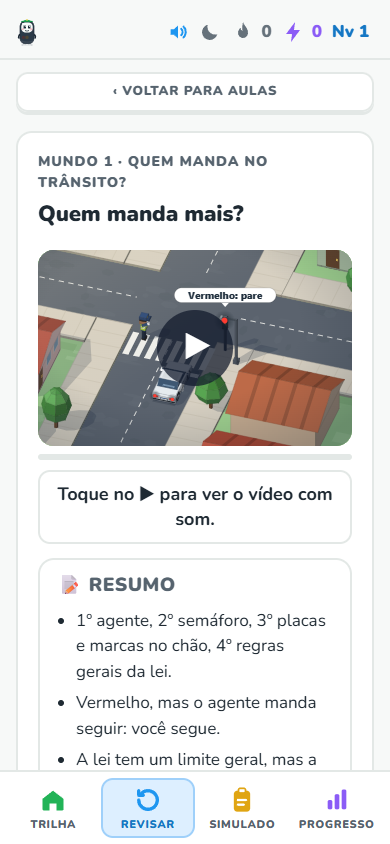 0
0
Nv 1
‹ VOLTAR PARA AULAS
MUNDO 1 · QUEM MANDA NO
TRÂNSITO?
Quem manda mais?
Vermelho: pare
Toque no ▶ para ver o vídeo com
som.
RESUMO
• 1º agente, 2º semáforo, 3º placas
e marcas no chão, 4º regras
gerais da lei.
• Vermelho, mas o agente manda
seguir: você segue.
• A lei tem um limite geral, mas a
TRILHA
REVISAR
SIMULADO
PROGRESSO